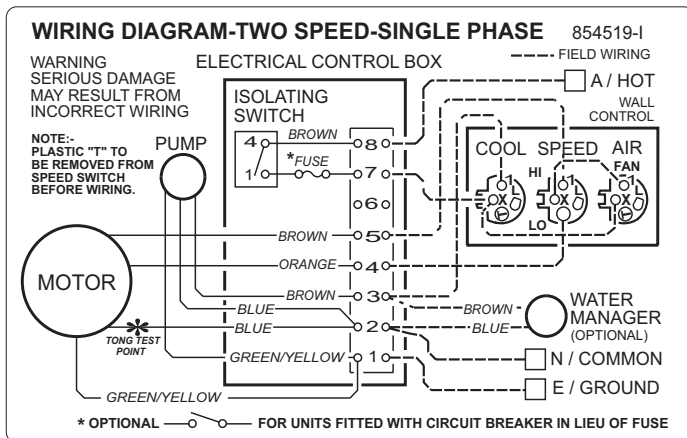 WIRING DIAGRAM-TWO SPEED-SINGLE PHASE 854519-I
FIELD WIRING
WARNING
SERIOUS DAMAGE
MAY RESULT FROM
INCORRECT WIRING
ELECTRICAL CONTROL BOX
A / HOT
WALL
CONTROL
ISOLATING
SWITCH
NOTE:-
PLASTIC "T" TO
BE REMOVED FROM
SPEED SWITCH
BEFORE WIRING.
PUMP
4 BROWN 8
1 *FUSE 7
6
BROWN 5
ORANGE 4
BROWN 3
BLUE
BLUE 2
GREEN/YELLOW 1
GREEN/YELLOW
COOL SPEED AIR
HI FAN
X X X
LO
MOTOR
TONG TEST
POINT
BROWN
BLUE
WATER
MANAGER
(OPTIONAL)
N / COMMON
E / GROUND
* OPTIONAL FOR UNITS FITTED WITH CIRCUIT BREAKER IN LIEU OF FUSE